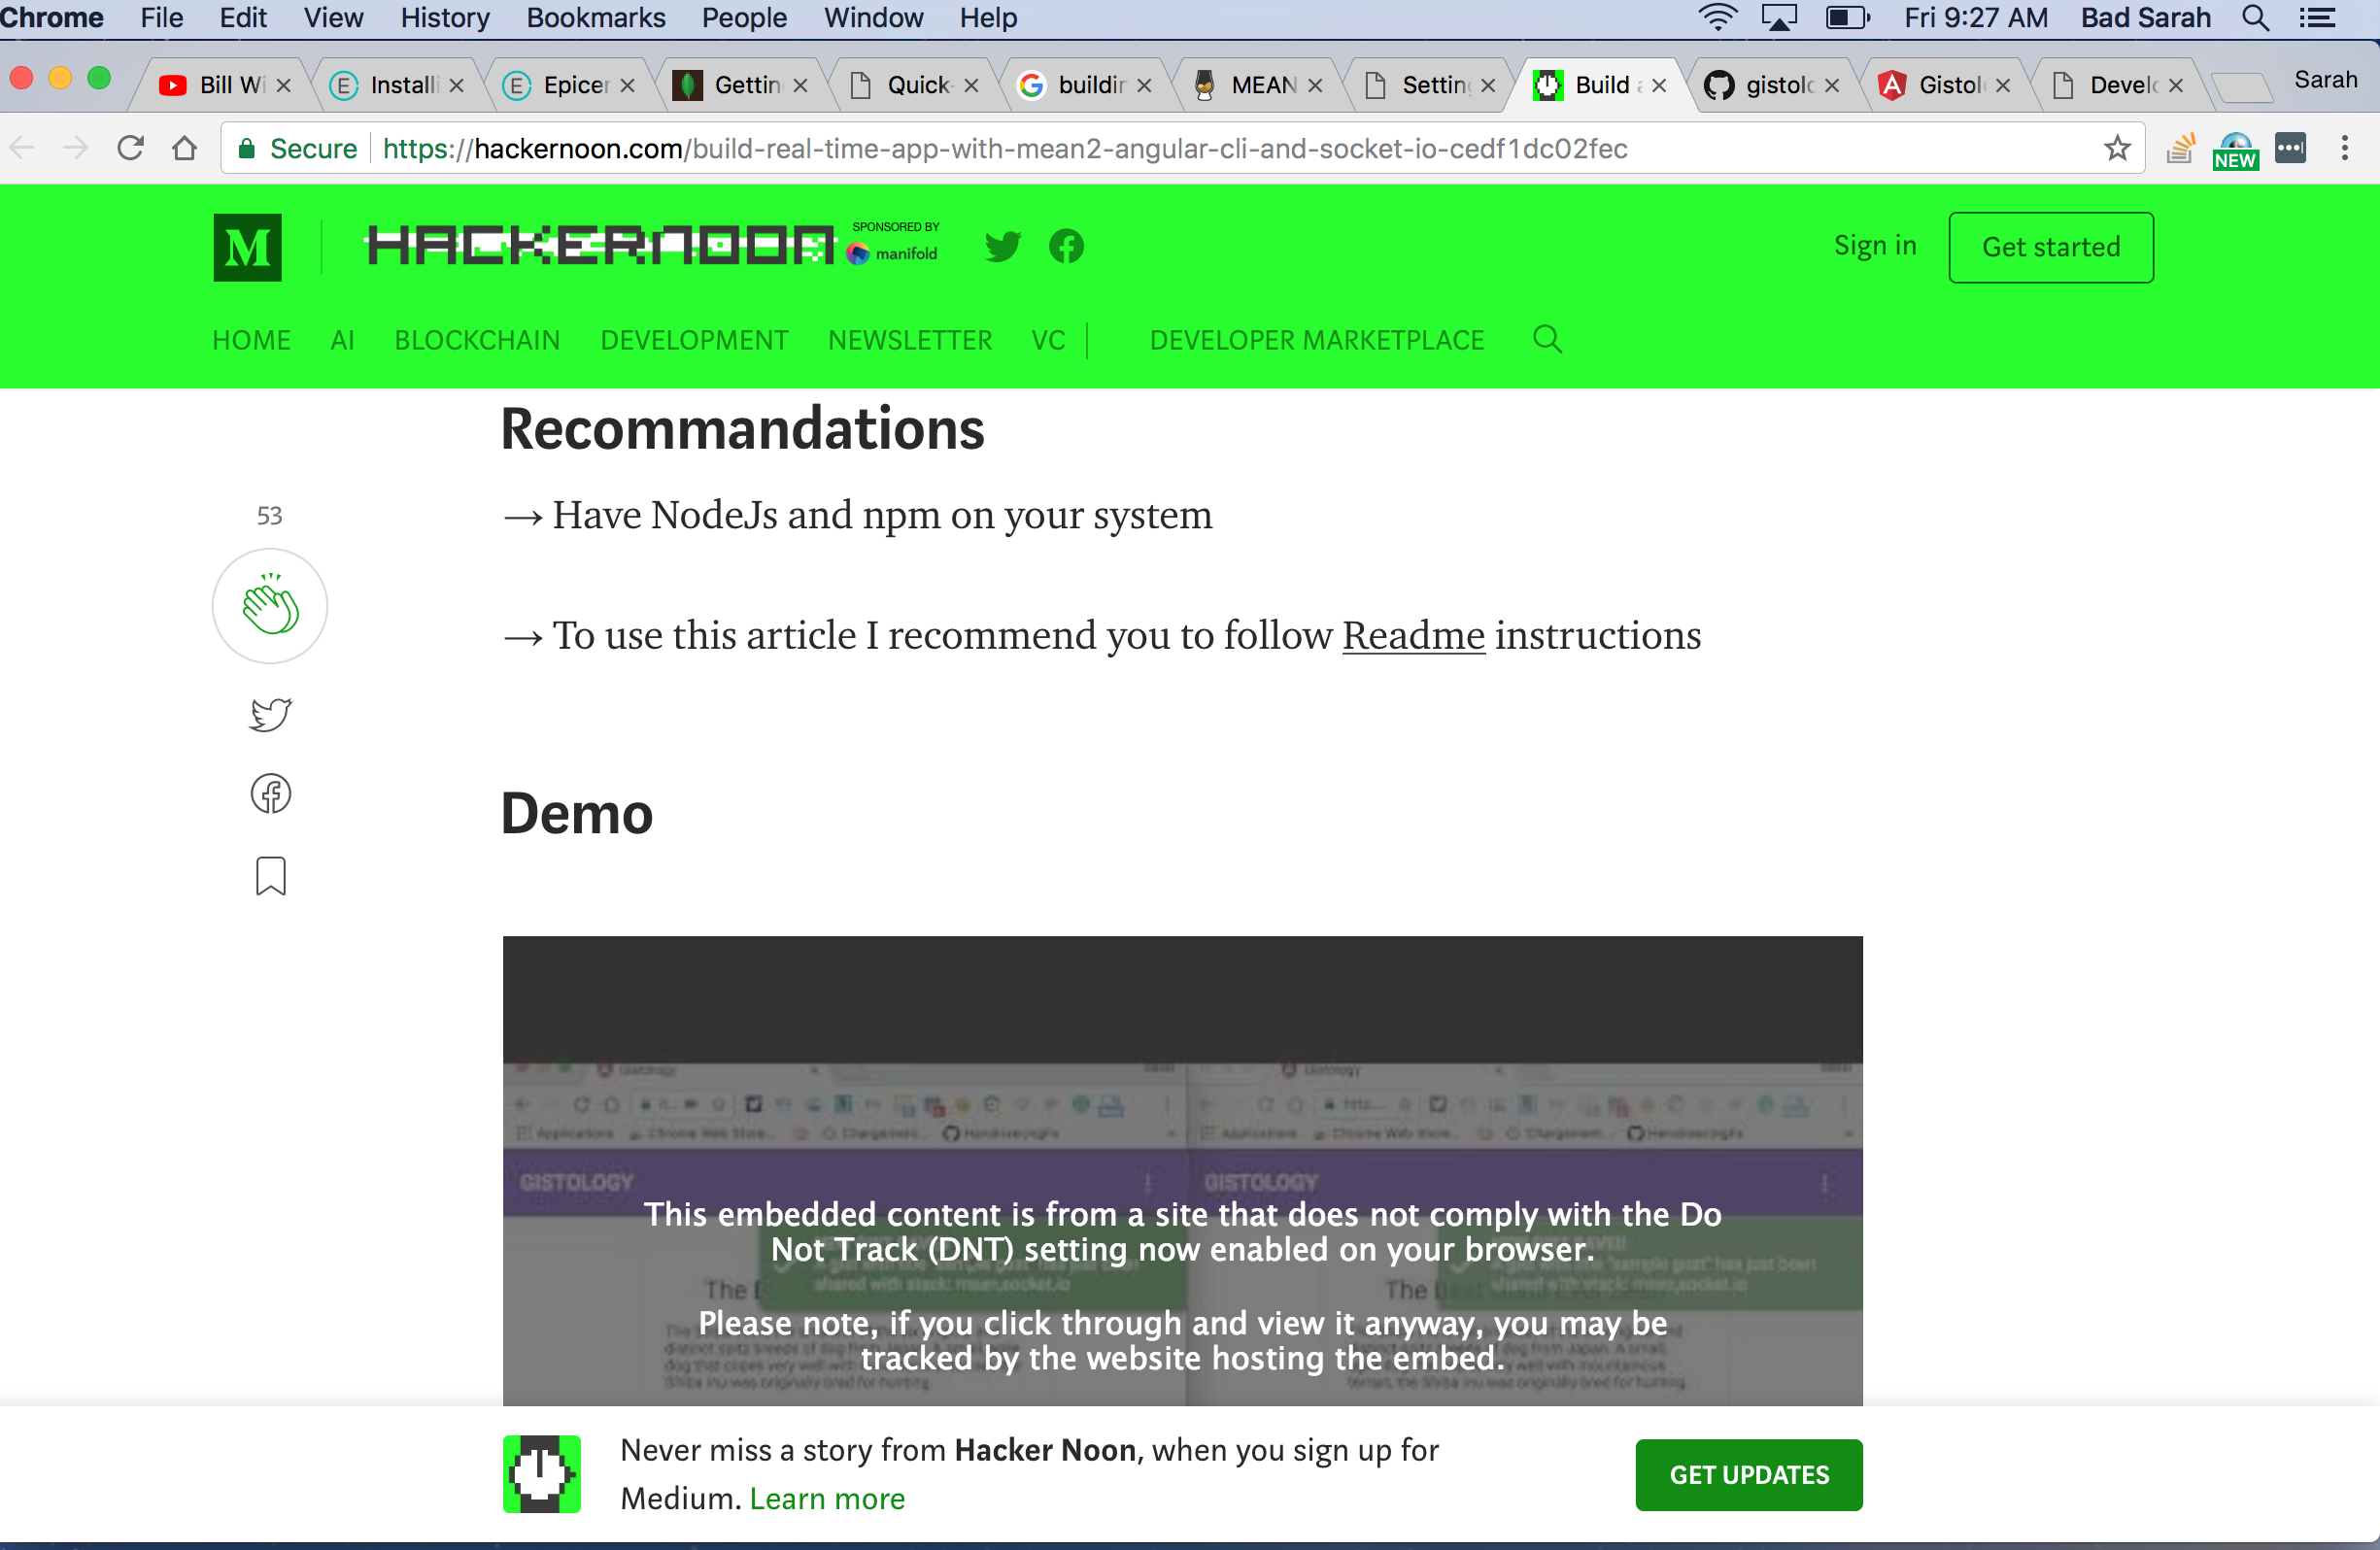 Chrome File Edit View History Bookmarks People Window Help Fri 9:27 AM Bad Sarah
Bill Wi Installi Epicer Getting Quick- buildin MEAN Setting Build a gistolo Gistolo Develo Sarah
Secure https://hackernoon.com/build-real-time-app-with-mean2-angular-cli-and-socket-io-cedf1dc02fec
NEW
M HACKERNOON SPONSORED BY
manifold
Sign in Get started
HOME AI BLOCKCHAIN DEVELOPMENT NEWSLETTER VC DEVELOPER MARKETPLACE
Recommandations
→ Have NodeJs and npm on your system
53
→ To use this article I recommend you to follow Readme instructions
Demo
GISTOLOGY GISTOLOGY
This embedded content is from a site that does not comply with the Do
Not Track (DNT) setting now enabled on your browser.
Please note, if you click through and view it anyway, you may be
tracked by the website hosting the embed.
Never miss a story from Hacker Noon, when you sign up for
Medium. Learn more
GET UPDATES